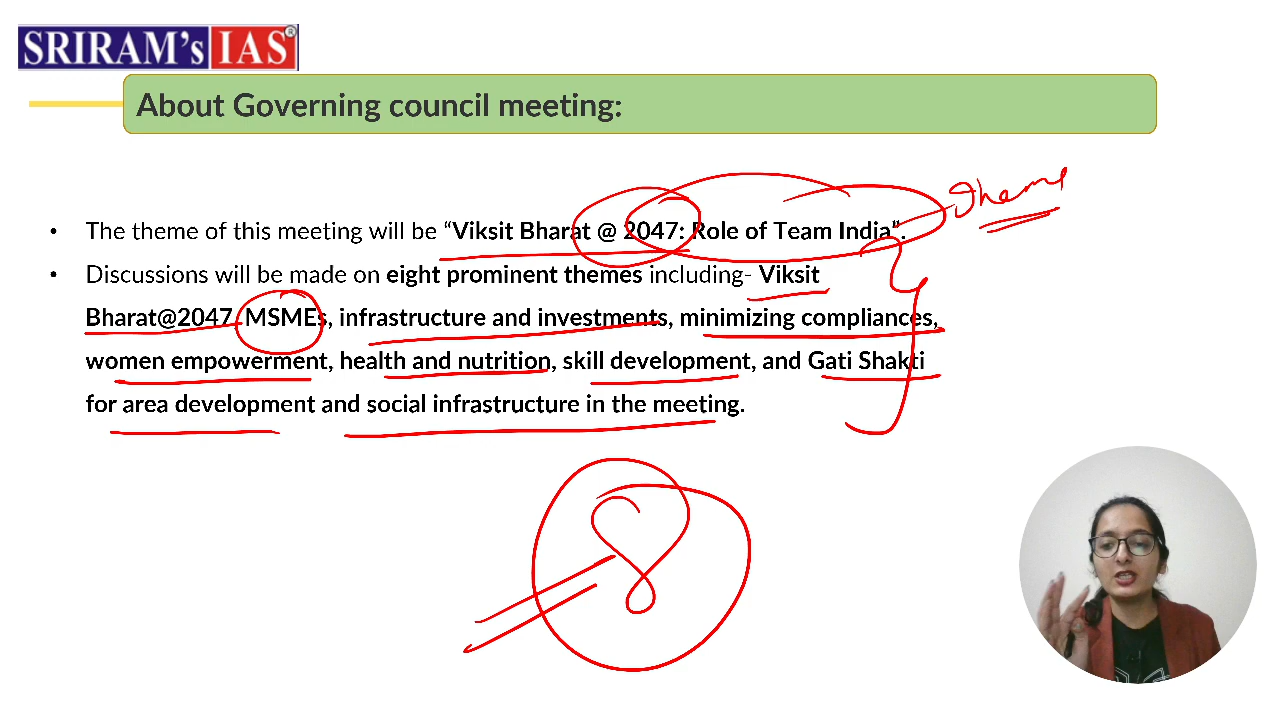 SRIRAM's IAS®
About Governing council meeting:
• The theme of this meeting will be “Viksit Bharat @ 2047: Role of Team India”.
Theme
• Discussions will be made on eight prominent themes including- Viksit
Bharat@2047, MSMEs, infrastructure and investments, minimizing compliances,
women empowerment, health and nutrition, skill development, and Gati Shakti
for area development and social infrastructure in the meeting.
8